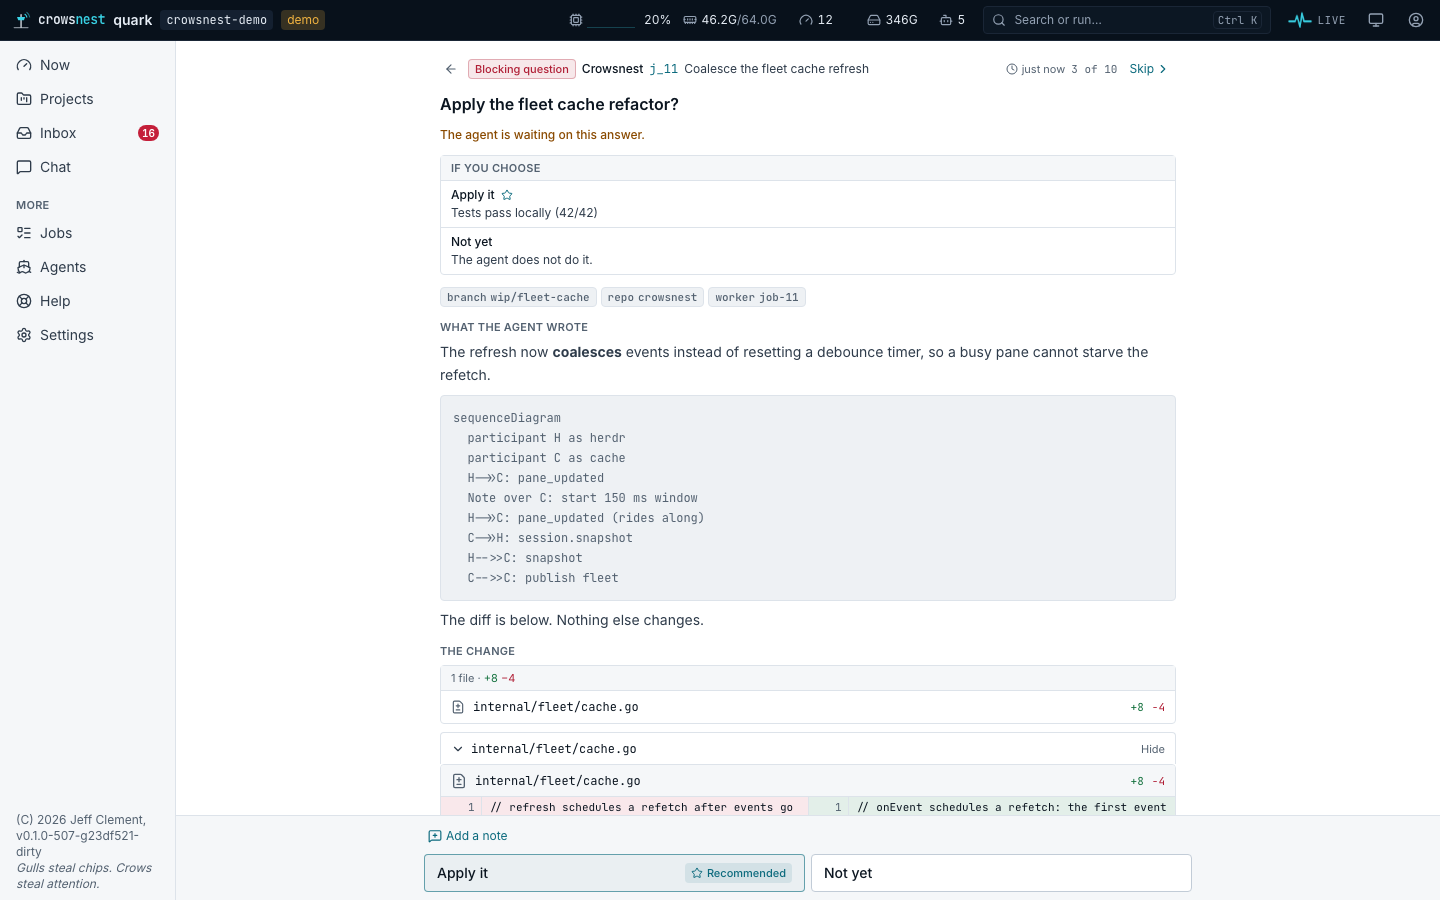 crowsnest quark crowsnest-demo demo 20% 46.2G/64.0G 12 346G 5 Search or run... Ctrl K LIVE
Now
Projects
Inbox 16
Chat
MORE
Jobs
Agents
Help
Settings
(C) 2026 Jeff Clement,
v0.1.0-507-g23df521-
dirty
Gulls steal chips. Crows
steal attention.
Blocking question Crowsnest j_11 Coalesce the fleet cache refresh just now 3 of 10 Skip
Apply the fleet cache refactor?
The agent is waiting on this answer.
IF YOU CHOOSE
Apply it
Tests pass locally (42/42)
Not yet
The agent does not do it.
branch wip/fleet-cache repo crowsnest worker job-11
WHAT THE AGENT WROTE
The refresh now coalesces events instead of resetting a debounce timer, so a busy pane cannot starve the
refetch.
sequenceDiagram
participant H as herdr
participant C as cache
H->>C: pane_updated
Note over C: start 150 ms window
H->>C: pane_updated (rides along)
C->>H: session.snapshot
H-->>C: snapshot
C-->>C: publish fleet
The diff is below. Nothing else changes.
THE CHANGE
1 file · +8 −4
internal/fleet/cache.go +8 -4
internal/fleet/cache.go Hide
internal/fleet/cache.go +8 -4
1 // refresh schedules a refetch after events go 1 // onEvent schedules a refetch: the first event
Add a note
Apply it Recommended Not yet